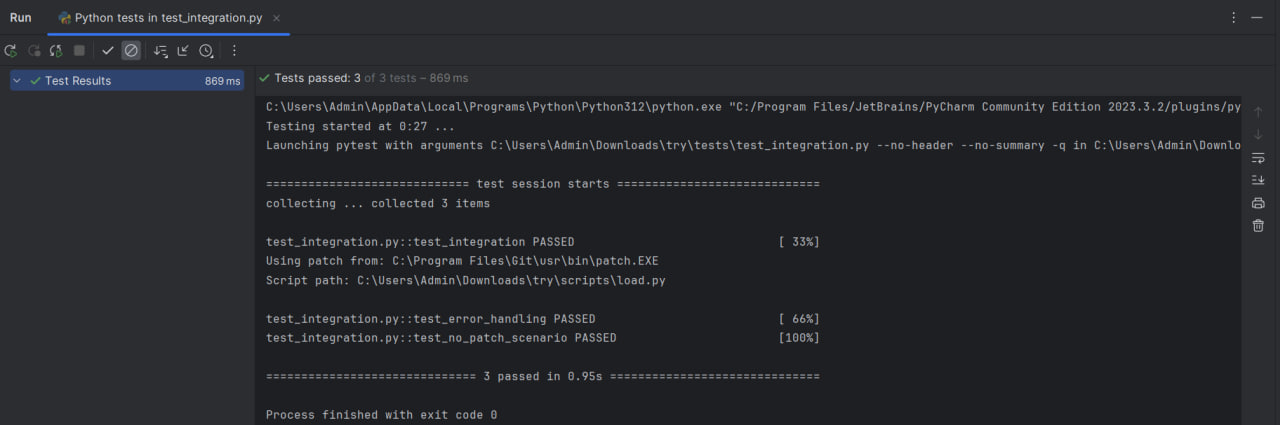 Run
Python tests in test_integration.py
Tests passed: 3 of 3 tests – 869 ms
Test Results 869 ms
C:\Users\Admin\AppData\Local\Programs\Python\Python312\python.exe "C:/Program Files/JetBrains/PyCharm Community Edition 2023.3.2/plugins/py
Testing started at 0:27 ...
Launching pytest with arguments C:\Users\Admin\Downloads\try\tests\test_integration.py --no-header --no-summary -q in C:\Users\Admin\Downlo
============================= test session starts =============================
collecting ... collected 3 items
test_integration.py::test_integration PASSED [ 33%]
Using patch from: C:\Program Files\Git\usr\bin\patch.EXE
Script path: C:\Users\Admin\Downloads\try\scripts\load.py
test_integration.py::test_error_handling PASSED [ 66%]
test_integration.py::test_no_patch_scenario PASSED [100%]
============================== 3 passed in 0.95s ==============================
Process finished with exit code 0